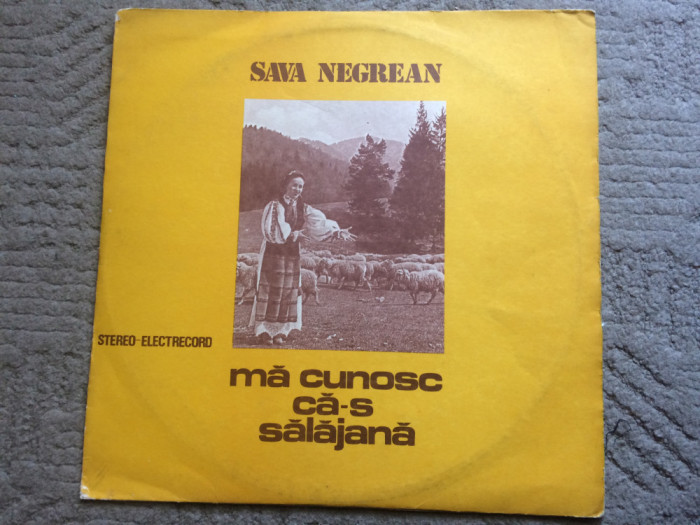 SAVA NEGREAN
STEREO-ELECTRECORD
mă cunosc
că-s
sălăjană